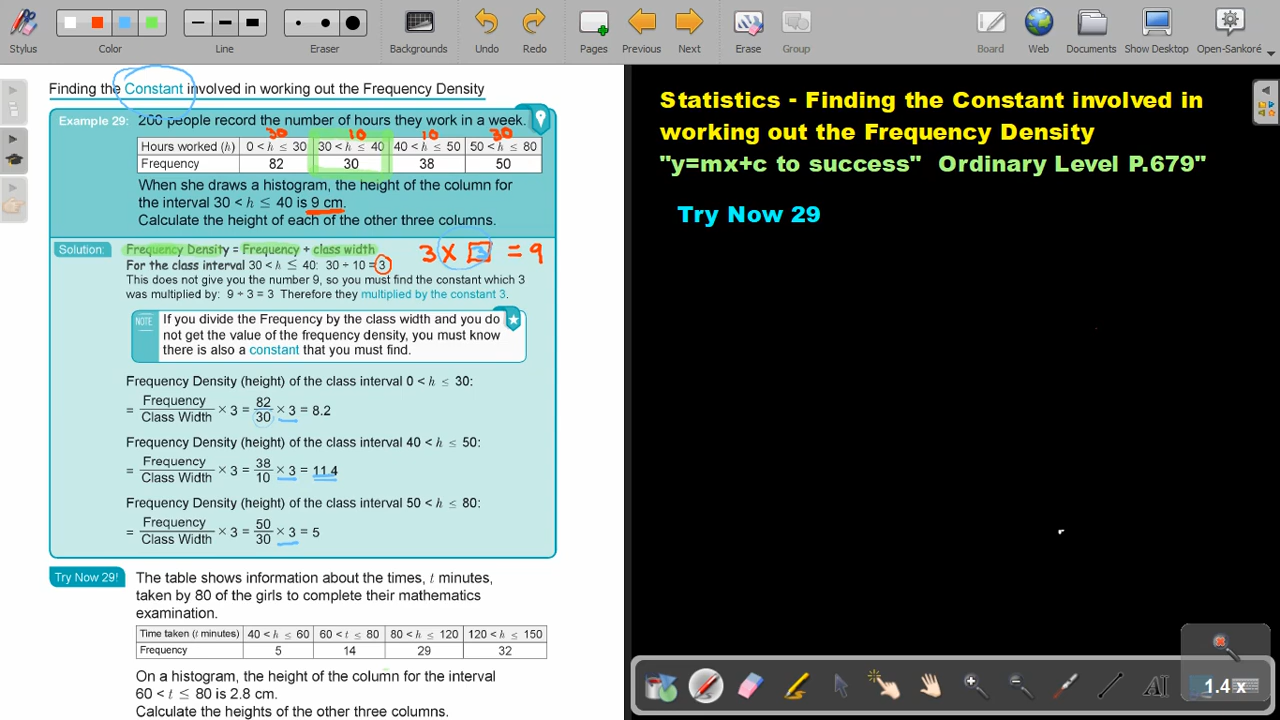 Stylus
Color
Line
Eraser
Backgrounds
Undo
Redo
Pages
Previous
Next
Erase
Group
Board
Web
Documents
Show Desktop
Open-Sankoré
Finding the Constant involved in working out the Frequency Density
Example 29:
200 people record the number of hours they work in a week.
30 10 10 30
Hours worked (h) 0 < h ≤ 30 30 < h ≤ 40 40 < h ≤ 50 50 < h ≤ 80
Frequency 82 30 38 50
When she draws a histogram, the height of the column for
the interval 30 < h ≤ 40 is 9 cm.
Calculate the height of each of the other three columns.
Solution:
Frequency Density = Frequency ÷ class width
3 × 3 = 9
For the class interval 30 < h ≤ 40: 30 ÷ 10 = 3
This does not give you the number 9, so you must find the constant which 3
was multiplied by: 9 ÷ 3 = 3 Therefore they multiplied by the constant 3.
NOTE
If you divide the Frequency by the class width and you do
not get the value of the frequency density, you must know
there is also a constant that you must find.
Frequency Density (height) of the class interval 0 < h ≤ 30:
= Frequency / Class Width × 3 = 82 / 30 × 3 = 8.2
Frequency Density (height) of the class interval 40 < h ≤ 50:
= Frequency / Class Width × 3 = 38 / 10 × 3 = 11.4
Frequency Density (height) of the class interval 50 < h ≤ 80:
= Frequency / Class Width × 3 = 50 / 30 × 3 = 5
Try Now 29!
The table shows information about the times, t minutes,
taken by 80 of the girls to complete their mathematics
examination.
Time taken (t minutes) 40 < h ≤ 60 60 < t ≤ 80 80 < h ≤ 120 120 < h ≤ 150
Frequency 5 14 29 32
On a histogram, the height of the column for the interval
60 < t ≤ 80 is 2.8 cm.
Calculate the heights of the other three columns.
Statistics - Finding the Constant involved in
working out the Frequency Density
"y=mx+c to success" Ordinary Level P.679"
Try Now 29
1.4 x